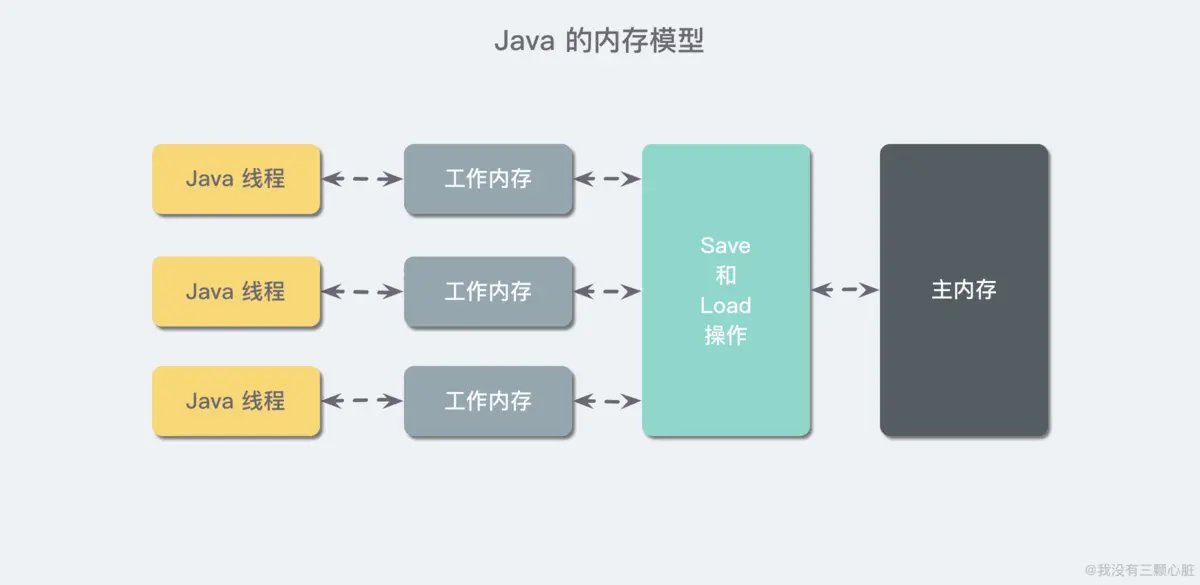 Java 的内存模型
Java 线程
工作内存
Java 线程
工作内存
Java 线程
工作内存
Save
和
Load
操作
主内存
@我没有三颗心脏